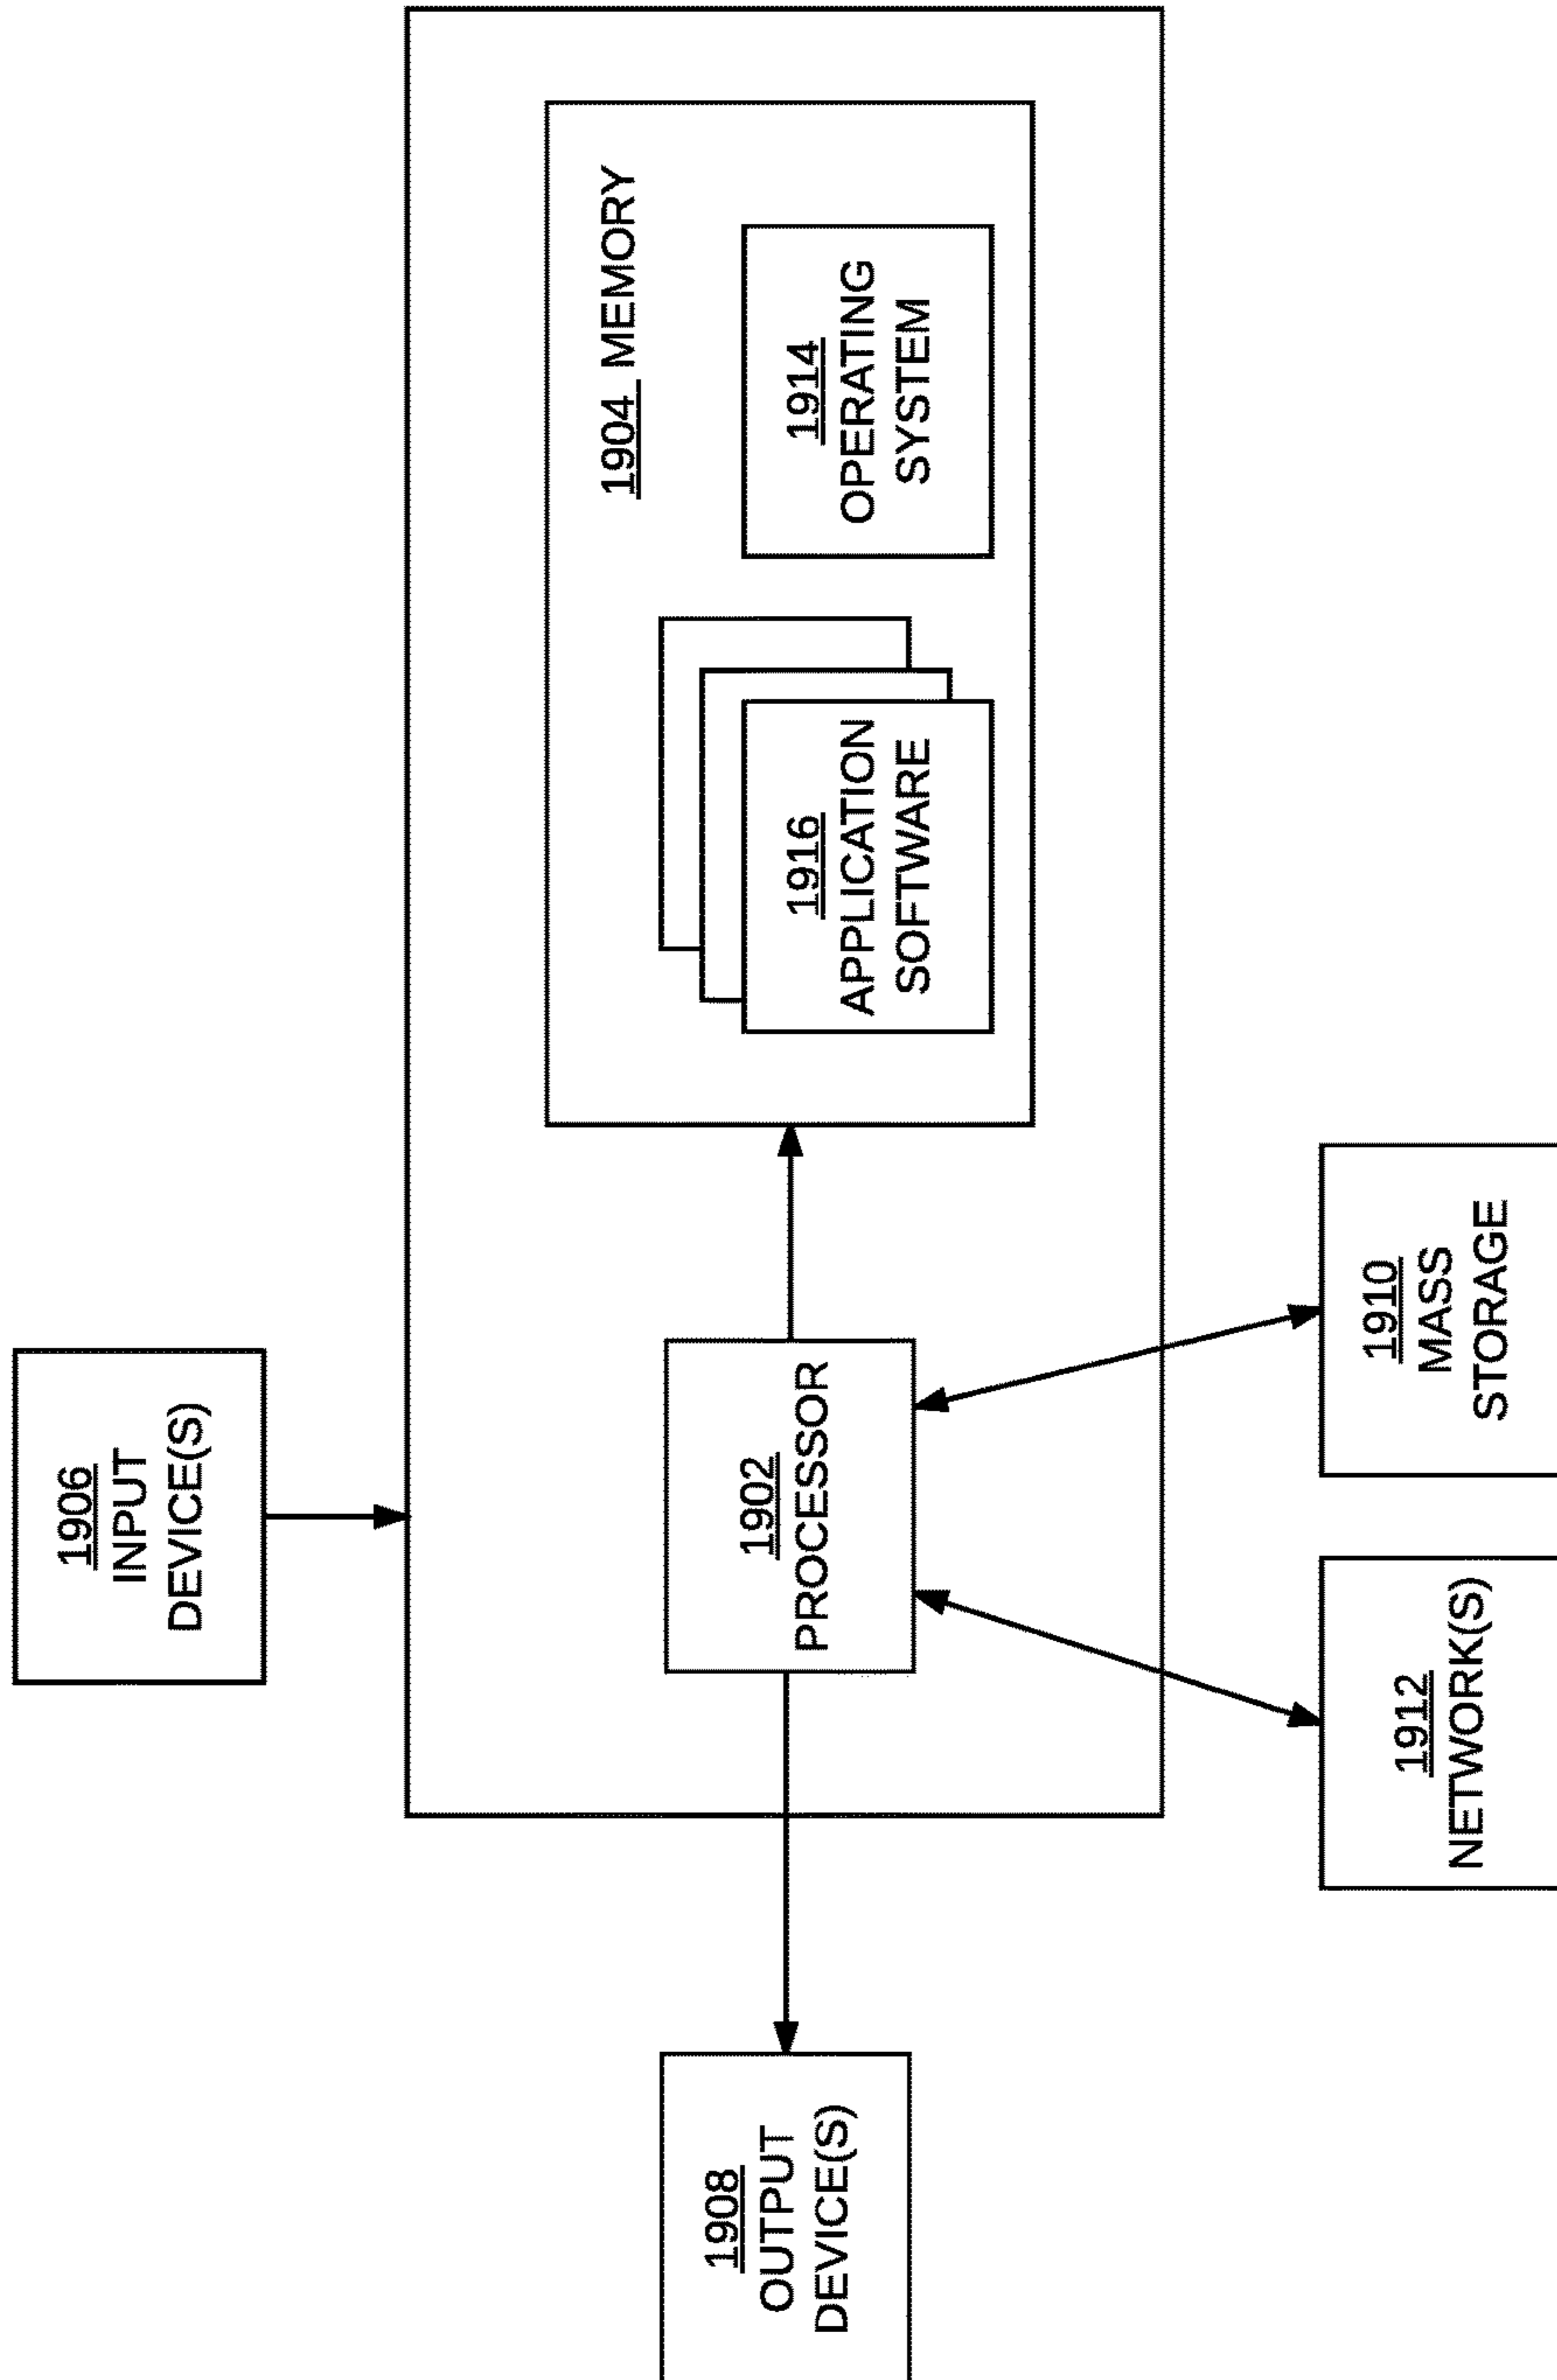 1906
INPUT
DEVICE(S)
1904 MEMORY
1908
OUTPUT
DEVICE(S)
1902
PROCESSOR
1916
APPLICATION
SOFTWARE
1914
OPERATING
SYSTEM
1912
NETWORK(S)
1910
MASS
STORAGE